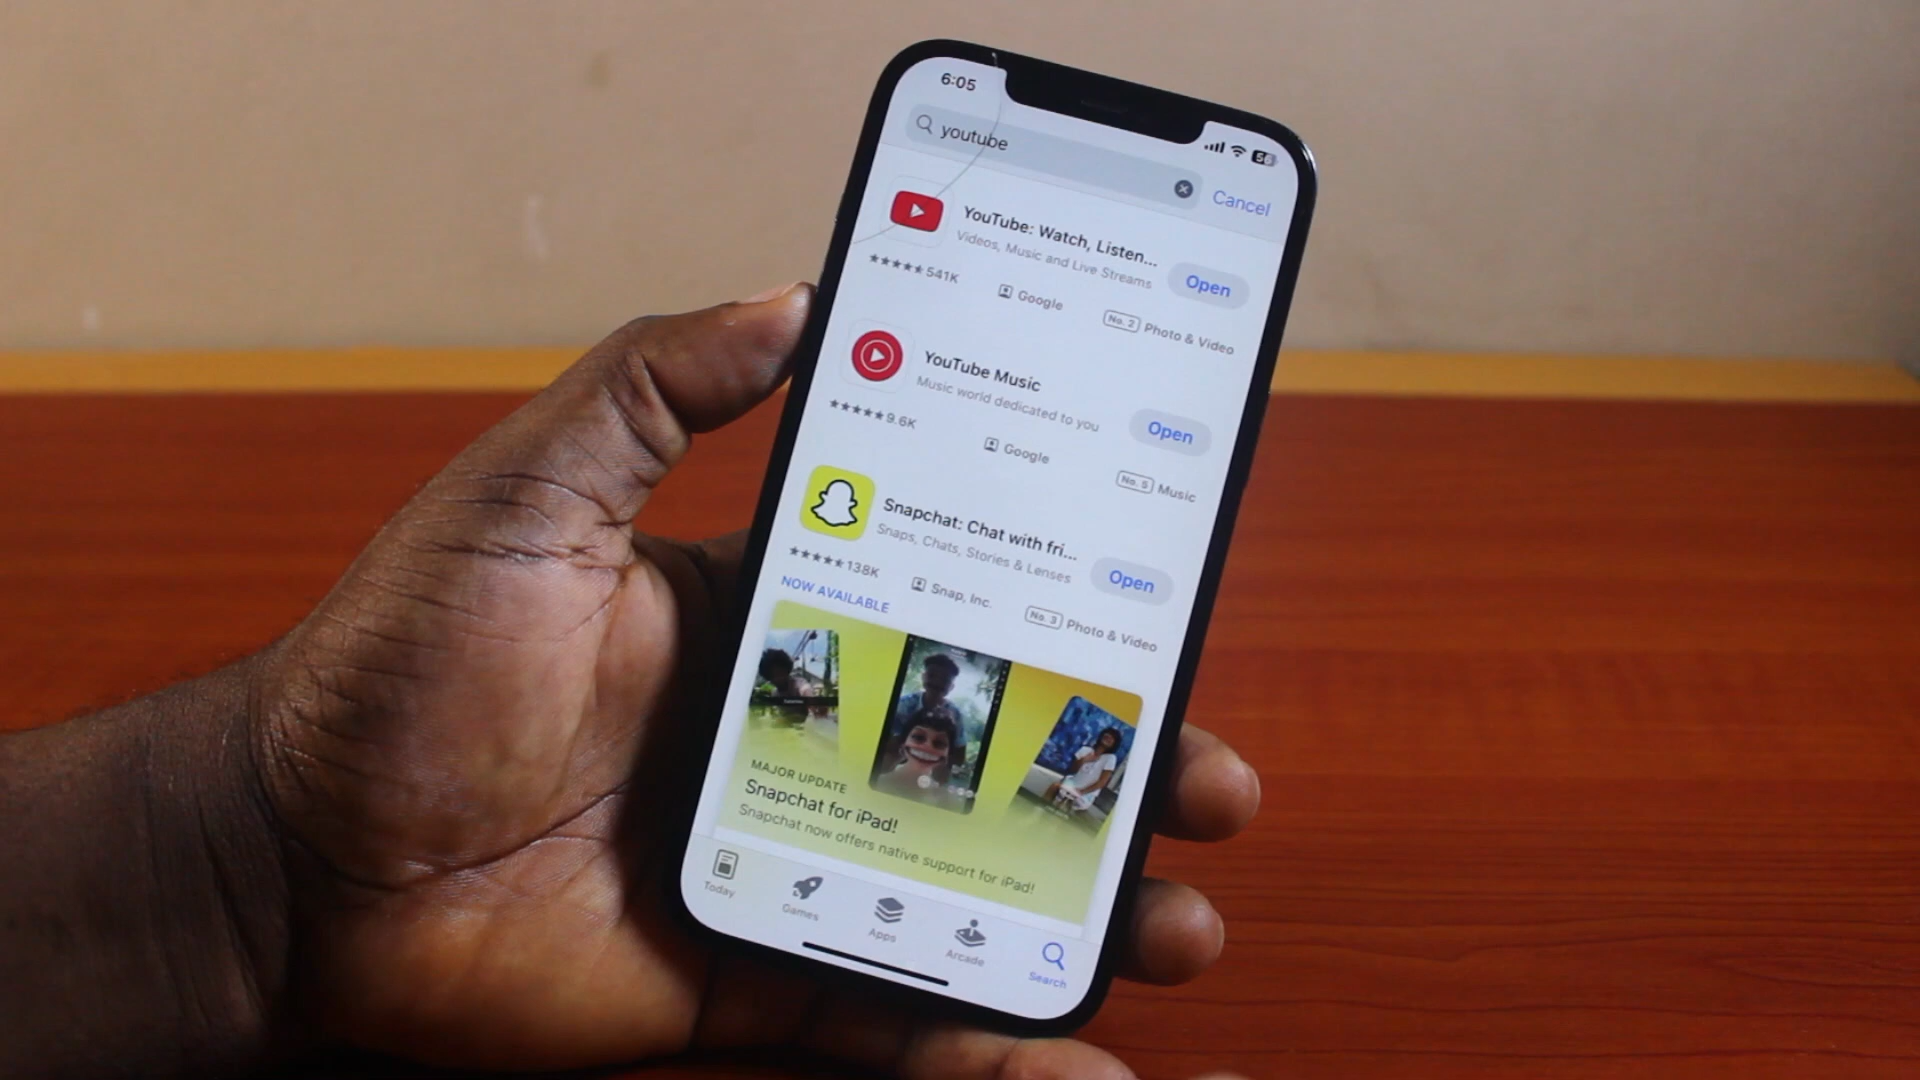 6:05
56
youtube
Cancel
YouTube: Watch, Listen...
Videos, Music and Live Streams
Open
541K
Google
No. 2 Photo & Video
YouTube Music
Music world dedicated to you
Open
9.6K
Google
No. 5 Music
Snapchat: Chat with fri...
Snaps, Chats, Stories & Lenses
Open
138K
Snap, Inc.
No. 3 Photo & Video
NOW AVAILABLE
MAJOR UPDATE
Snapchat for iPad!
Snapchat now offers native support for iPad!
Today
Games
Apps
Arcade
Search